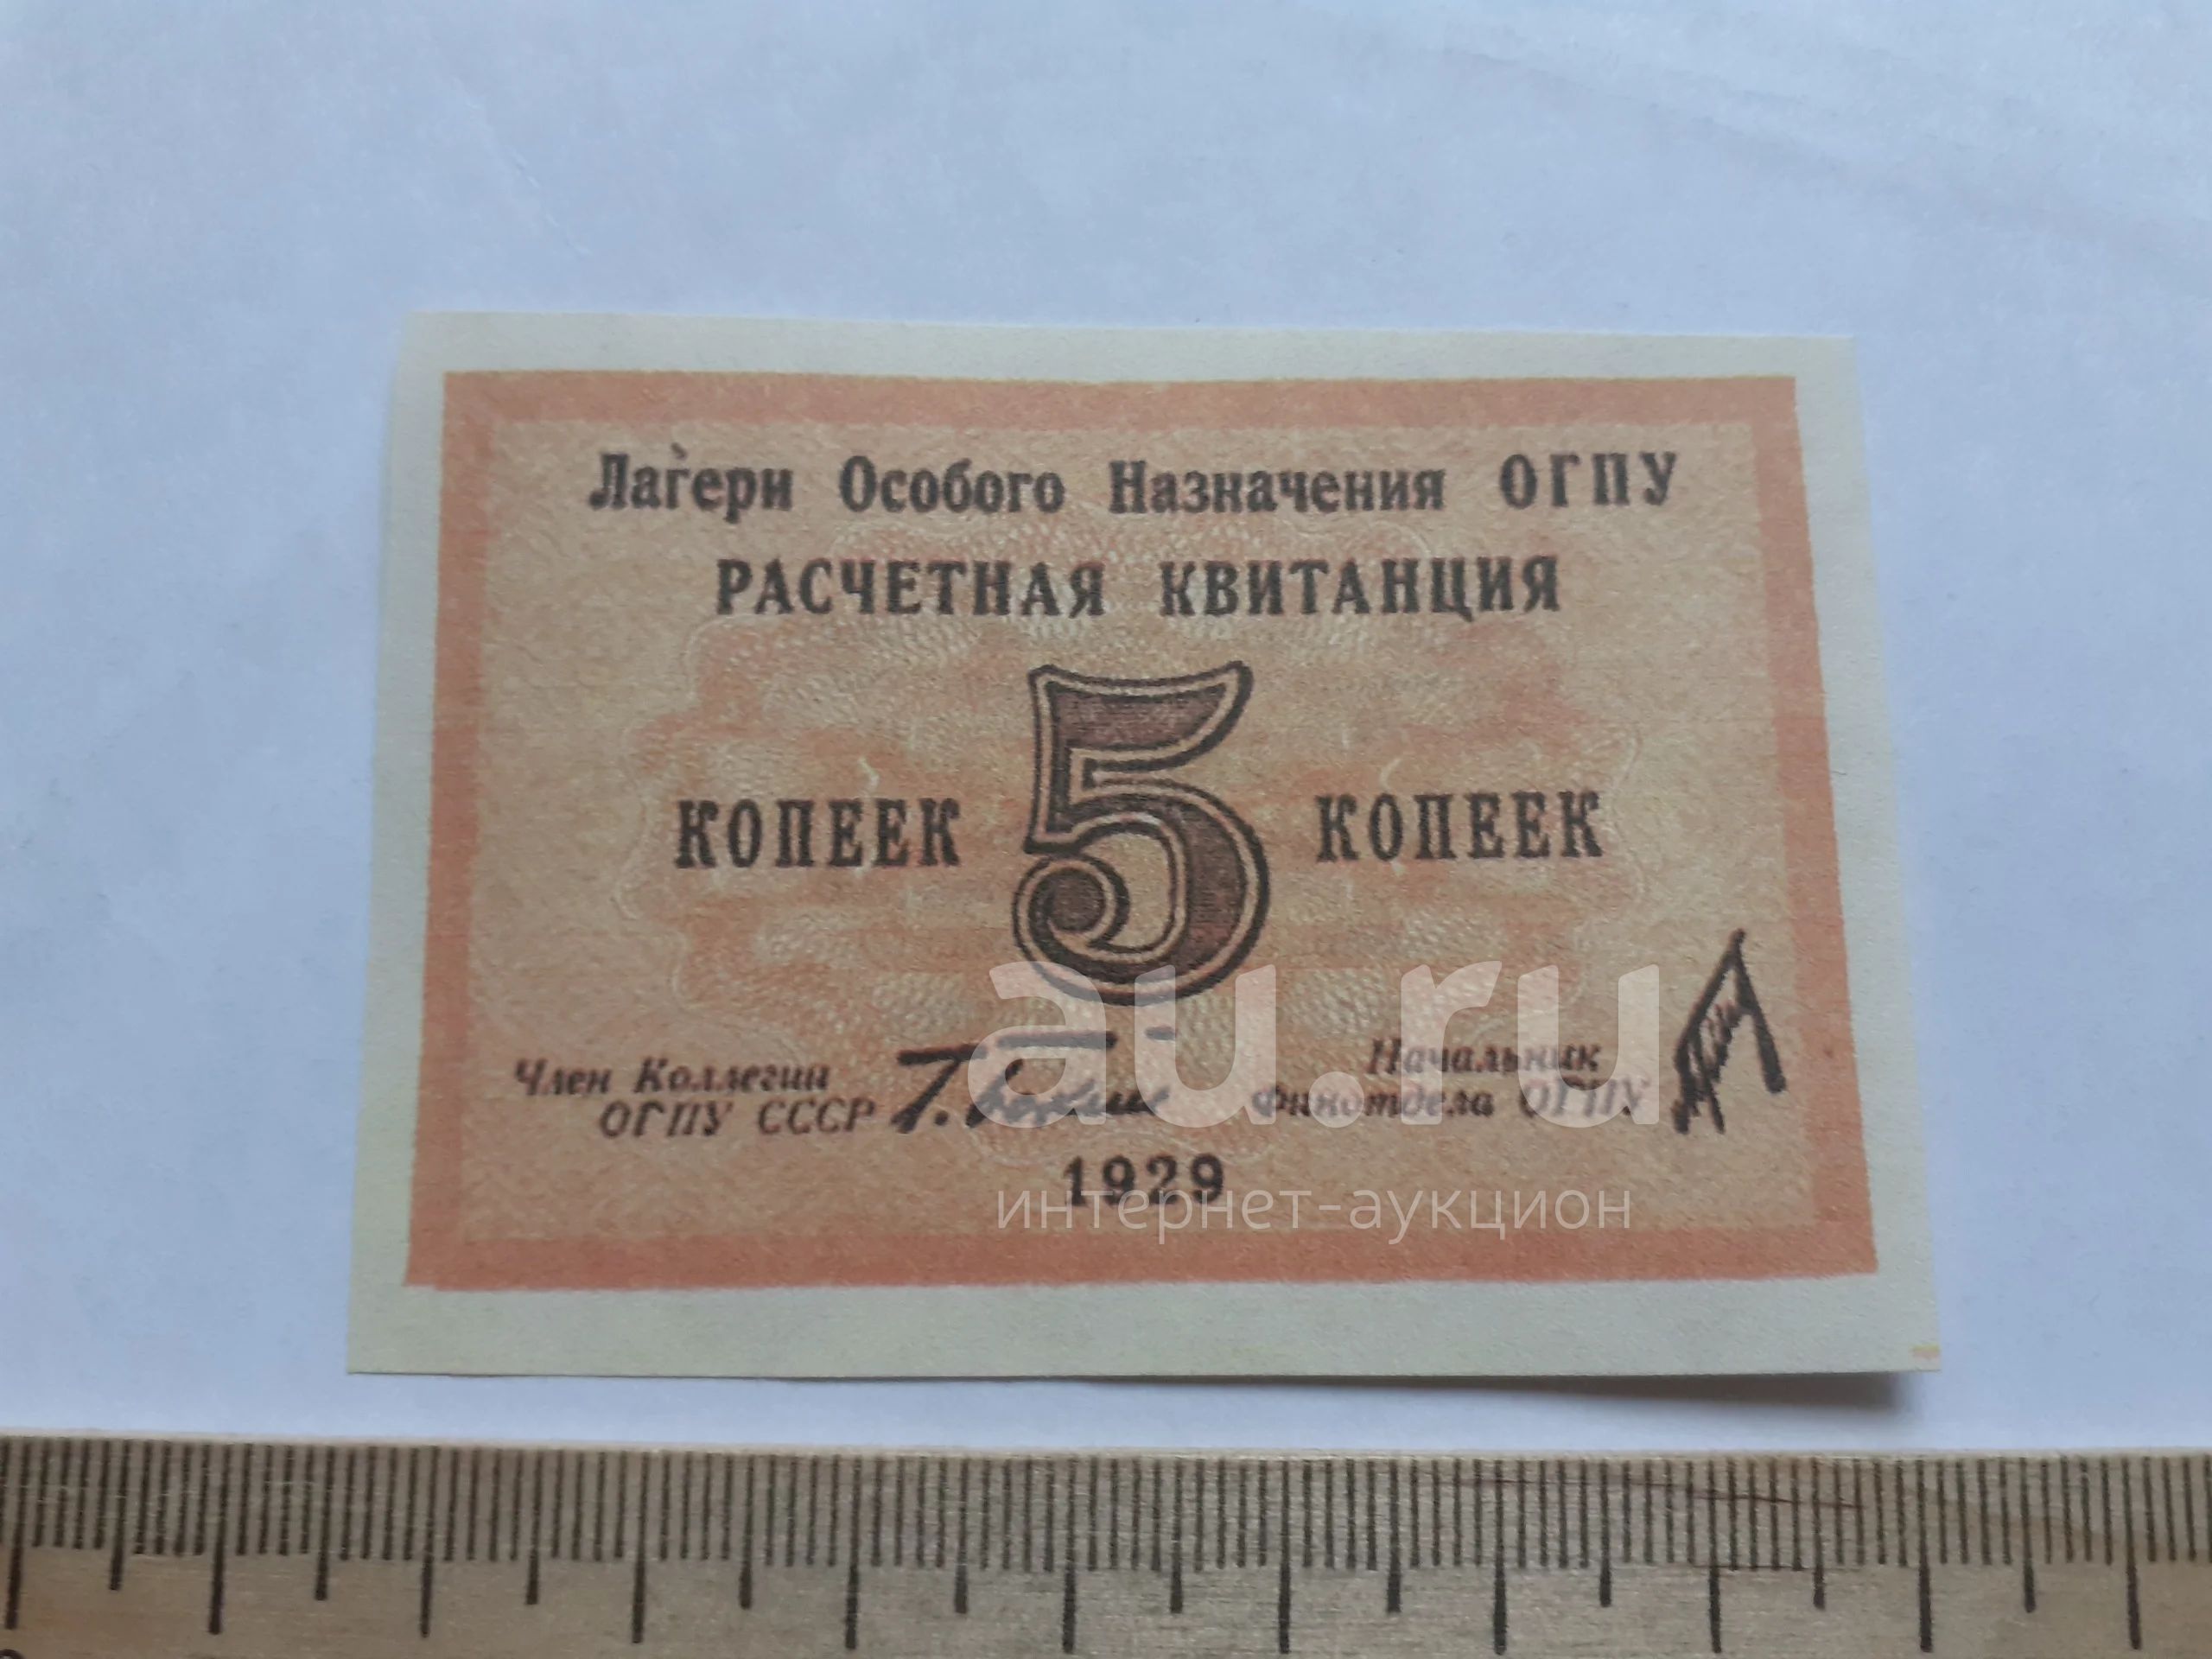 Лагери Особого Назначения ОГПУ
РАСЧЕТНАЯ КВИТАНЦИЯ
КОПЕЕК 5 КОПЕЕК
Член Коллегии
ОГПУ СССР
Г. Бокий
Начальник
Финотдела ОГПУ
1929
au.ru
интернет-аукцион